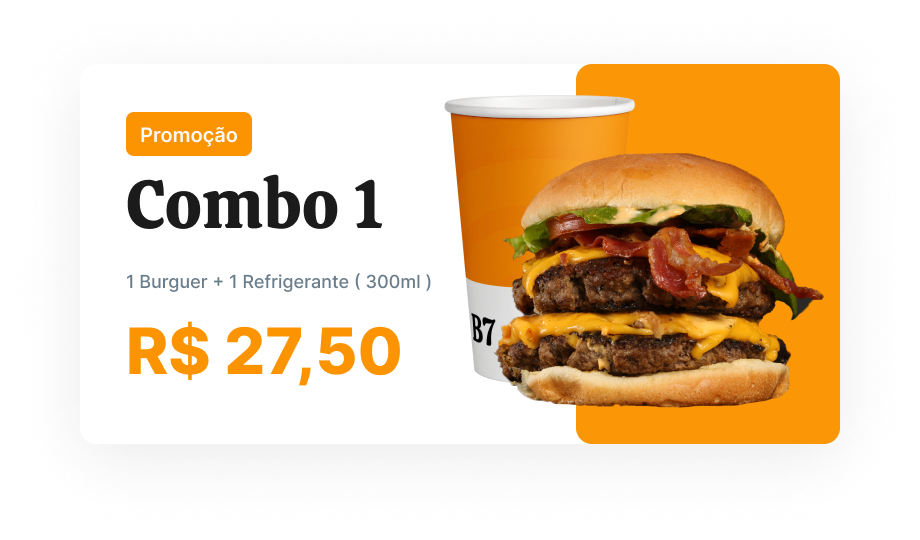 Promoção
Combo 1
1 Burguer + 1 Refrigerante ( 300ml )
R$ 27,50
B7